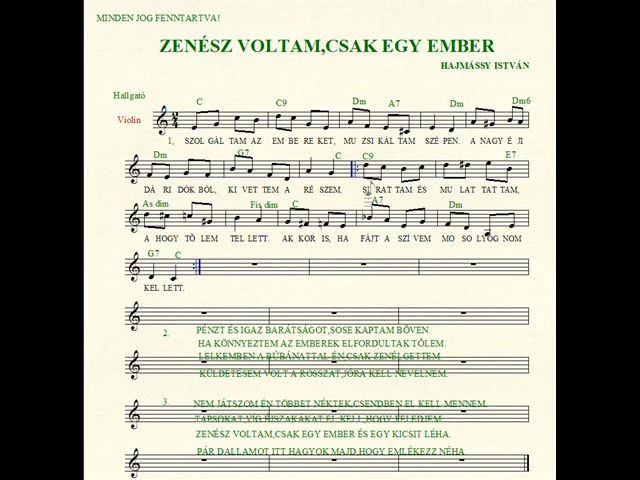 MINDEN JOG FENNTARTVA!
ZENÉSZ VOLTAM,CSAK EGY EMBER
HAJMÁSSY ISTVÁN
Hallgató
Violin
C C9 Dm A7 Dm Dm6
2 4
1, SZOL GÁL TAM AZ EM BE RE KET, MU ZSI KÁL TAM SZÉ PEN. A NAGY É JI
Dm G7 C C9 E7
DÁ RI DÓK BÓL, KI VET TEM A RÉ SZEM. SI RAT TAM ÉS MU LAT TAT TAM,
As dim Fis dim C A7 Dm
A HOGY TŐ LEM TEL LETT. AK KOR IS, HA FÁJT A SZÍ VEM MO SO LYOG NOM
G7 C
KEL LETT.
2. PÉNZT ÉS IGAZ BARÁTSÁGOT,SOSE KAPTAM BŐVEN.
HA KÖNNYEZTEM AZ EMBEREK ELFORDULTAK TŐLEM.
LELKEMBEN A BÚBÁNATTAL ÉN,CSAK ZENÉLGETTEM.
KÜLDETÉSEM VOLT A ROSSZAT,JÓRA KELL NEVELNEM.
3. NEM JÁTSZOM ÉN TÖBBET NÉKTEK,CSENDBEN EL KELL MENNEM.
TAPSOKAT,VÍG ÉJSZAKÁKAT EL KELL,HOGY FELEDJEM.
ZENÉSZ VOLTAM,CSAK EGY EMBER ÉS EGY KICSIT LÉHA.
PÁR DALLAMOT ITT HAGYOK MAJD,HOGY EMLÉKEZZ NÉHA.